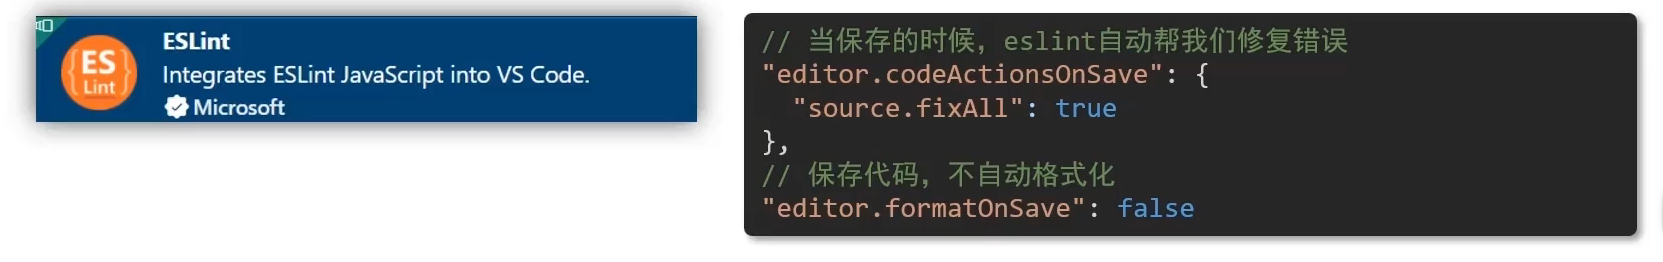 ES
Lint
ESLint
Integrates ESLint JavaScript into VS Code.
Microsoft
// 当保存的时候，eslint自动帮我们修复错误
"editor.codeActionsOnSave": {
  "source.fixAll": true
},
// 保存代码，不自动格式化
"editor.formatOnSave": false